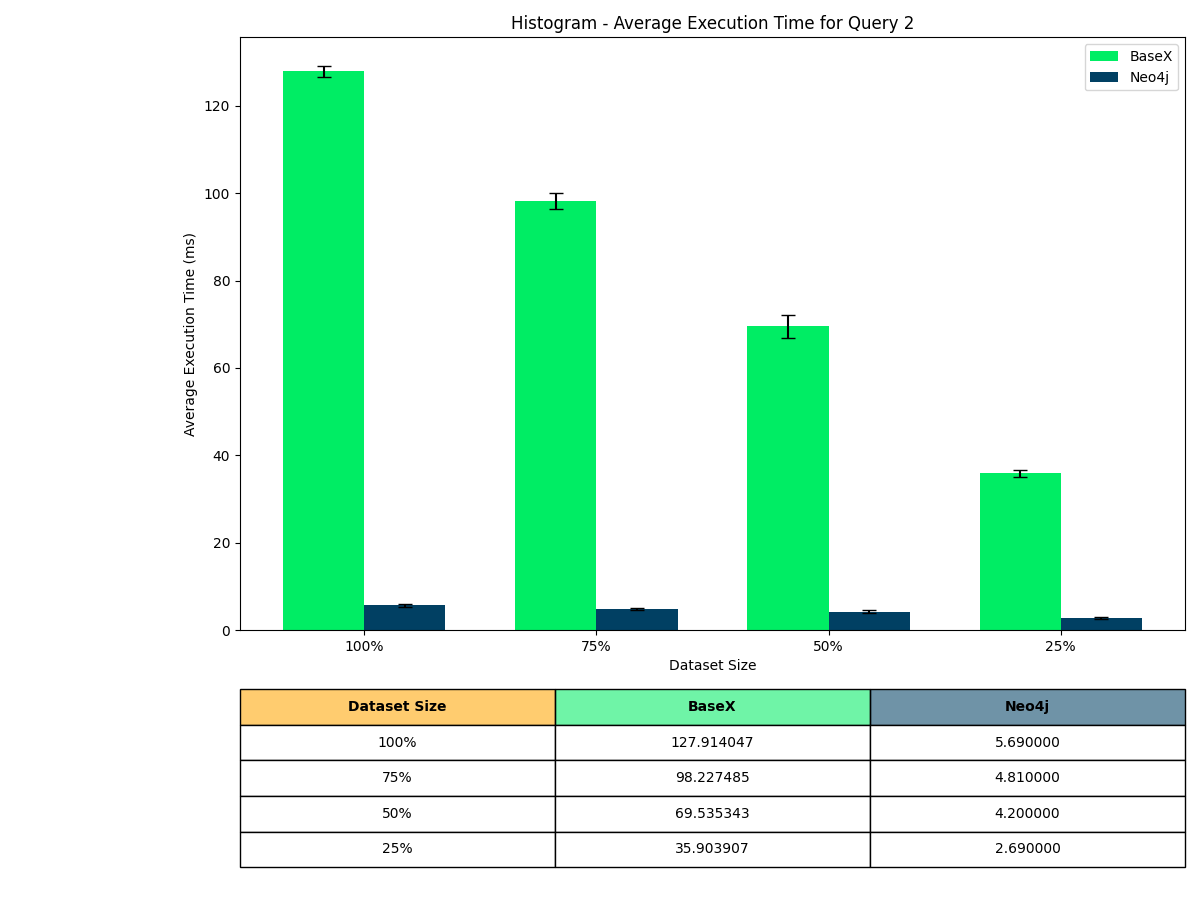 Histogram - Average Execution Time for Query 2
BaseX
Neo4j
Average Execution Time (ms)
120
100
80
60
40
20
0
100% 75% 50% 25%
Dataset Size
Dataset Size BaseX Neo4j
100% 127.914047 5.690000
75% 98.227485 4.810000
50% 69.535343 4.200000
25% 35.903907 2.690000